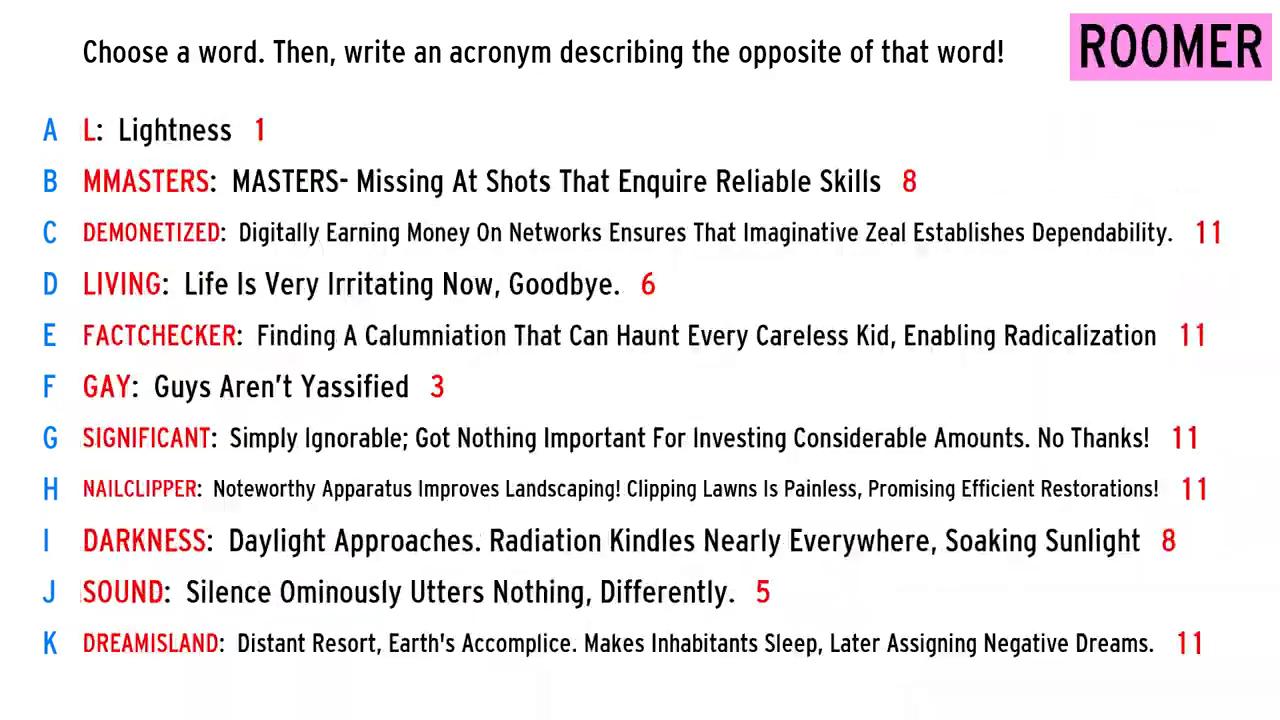 Choose a word. Then, write an acronym describing the opposite of that word!
ROOMER
A L: Lightness 1
B MMASTERS: MASTERS- Missing At Shots That Enquire Reliable Skills 8
C DEMONETIZED: Digitally Earning Money On Networks Ensures That Imaginative Zeal Establishes Dependability. 11
D LIVING: Life Is Very Irritating Now, Goodbye. 6
E FACTCHECKER: Finding A Calumniation That Can Haunt Every Careless Kid, Enabling Radicalization 11
F GAY: Guys Aren't Yassified 3
G SIGNIFICANT: Simply Ignorable; Got Nothing Important For Investing Considerable Amounts. No Thanks! 11
H NAILCLIPPER: Noteworthy Apparatus Improves Landscaping! Clipping Lawns Is Painless, Promising Efficient Restorations! 11
I DARKNESS: Daylight Approaches. Radiation Kindles Nearly Everywhere, Soaking Sunlight 8
J SOUND: Silence Ominously Utters Nothing, Differently. 5
K DREAMISLAND: Distant Resort, Earth's Accomplice. Makes Inhabitants Sleep, Later Assigning Negative Dreams. 11